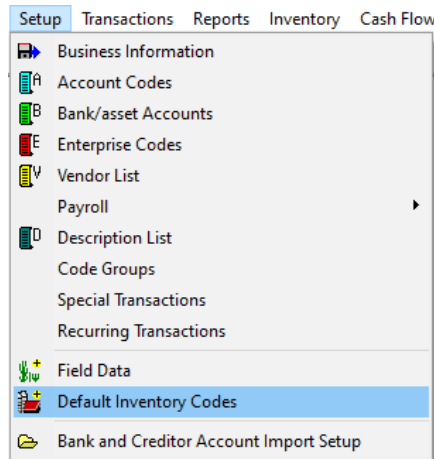 Setup Transactions Reports Inventory Cash Flow
Business Information
A Account Codes
B Bank/asset Accounts
E Enterprise Codes
V Vendor List
Payroll
D Description List
Code Groups
Special Transactions
Recurring Transactions
Field Data
Default Inventory Codes
Bank and Creditor Account Import Setup